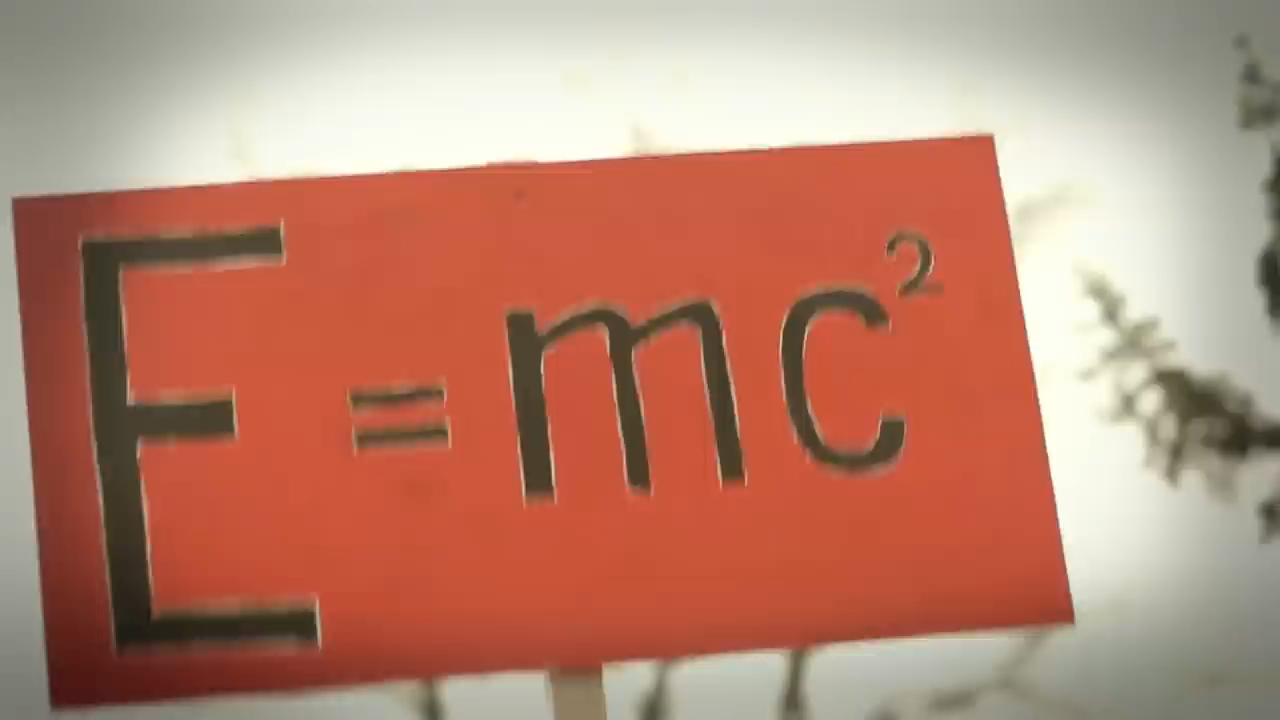 E = mc²